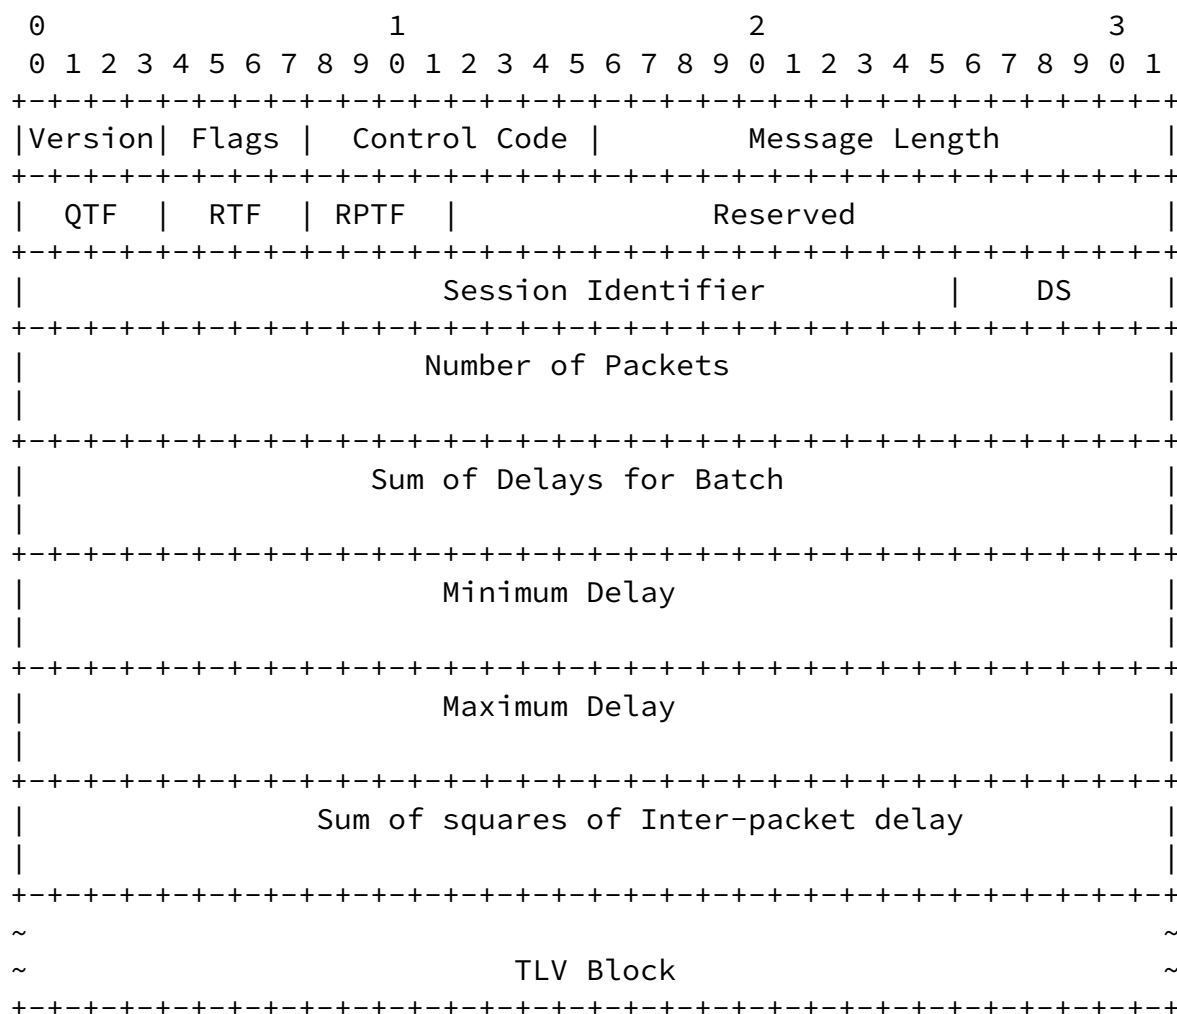 0                   1                   2                   3
 0 1 2 3 4 5 6 7 8 9 0 1 2 3 4 5 6 7 8 9 0 1 2 3 4 5 6 7 8 9 0 1
+-+-+-+-+-+-+-+-+-+-+-+-+-+-+-+-+-+-+-+-+-+-+-+-+-+-+-+-+-+-+-+-+
|Version| Flags |  Control Code |        Message Length         |
+-+-+-+-+-+-+-+-+-+-+-+-+-+-+-+-+-+-+-+-+-+-+-+-+-+-+-+-+-+-+-+-+
|  QTF  |  RTF  | RPTF  |              Reserved                 |
+-+-+-+-+-+-+-+-+-+-+-+-+-+-+-+-+-+-+-+-+-+-+-+-+-+-+-+-+-+-+-+-+
|                       Session Identifier          |    DS     |
+-+-+-+-+-+-+-+-+-+-+-+-+-+-+-+-+-+-+-+-+-+-+-+-+-+-+-+-+-+-+-+-+
|                      Number of Packets                        |
|                                                               |
+-+-+-+-+-+-+-+-+-+-+-+-+-+-+-+-+-+-+-+-+-+-+-+-+-+-+-+-+-+-+-+-+
|                   Sum of Delays for Batch                     |
|                                                               |
+-+-+-+-+-+-+-+-+-+-+-+-+-+-+-+-+-+-+-+-+-+-+-+-+-+-+-+-+-+-+-+-+
|                       Minimum Delay                           |
|                                                               |
+-+-+-+-+-+-+-+-+-+-+-+-+-+-+-+-+-+-+-+-+-+-+-+-+-+-+-+-+-+-+-+-+
|                       Maximum Delay                           |
|                                                               |
+-+-+-+-+-+-+-+-+-+-+-+-+-+-+-+-+-+-+-+-+-+-+-+-+-+-+-+-+-+-+-+-+
|                Sum of squares of Inter-packet delay           |
|                                                               |
+-+-+-+-+-+-+-+-+-+-+-+-+-+-+-+-+-+-+-+-+-+-+-+-+-+-+-+-+-+-+-+-+
~                                                               ~
~                           TLV Block                           ~
+-+-+-+-+-+-+-+-+-+-+-+-+-+-+-+-+-+-+-+-+-+-+-+-+-+-+-+-+-+-+-+-+